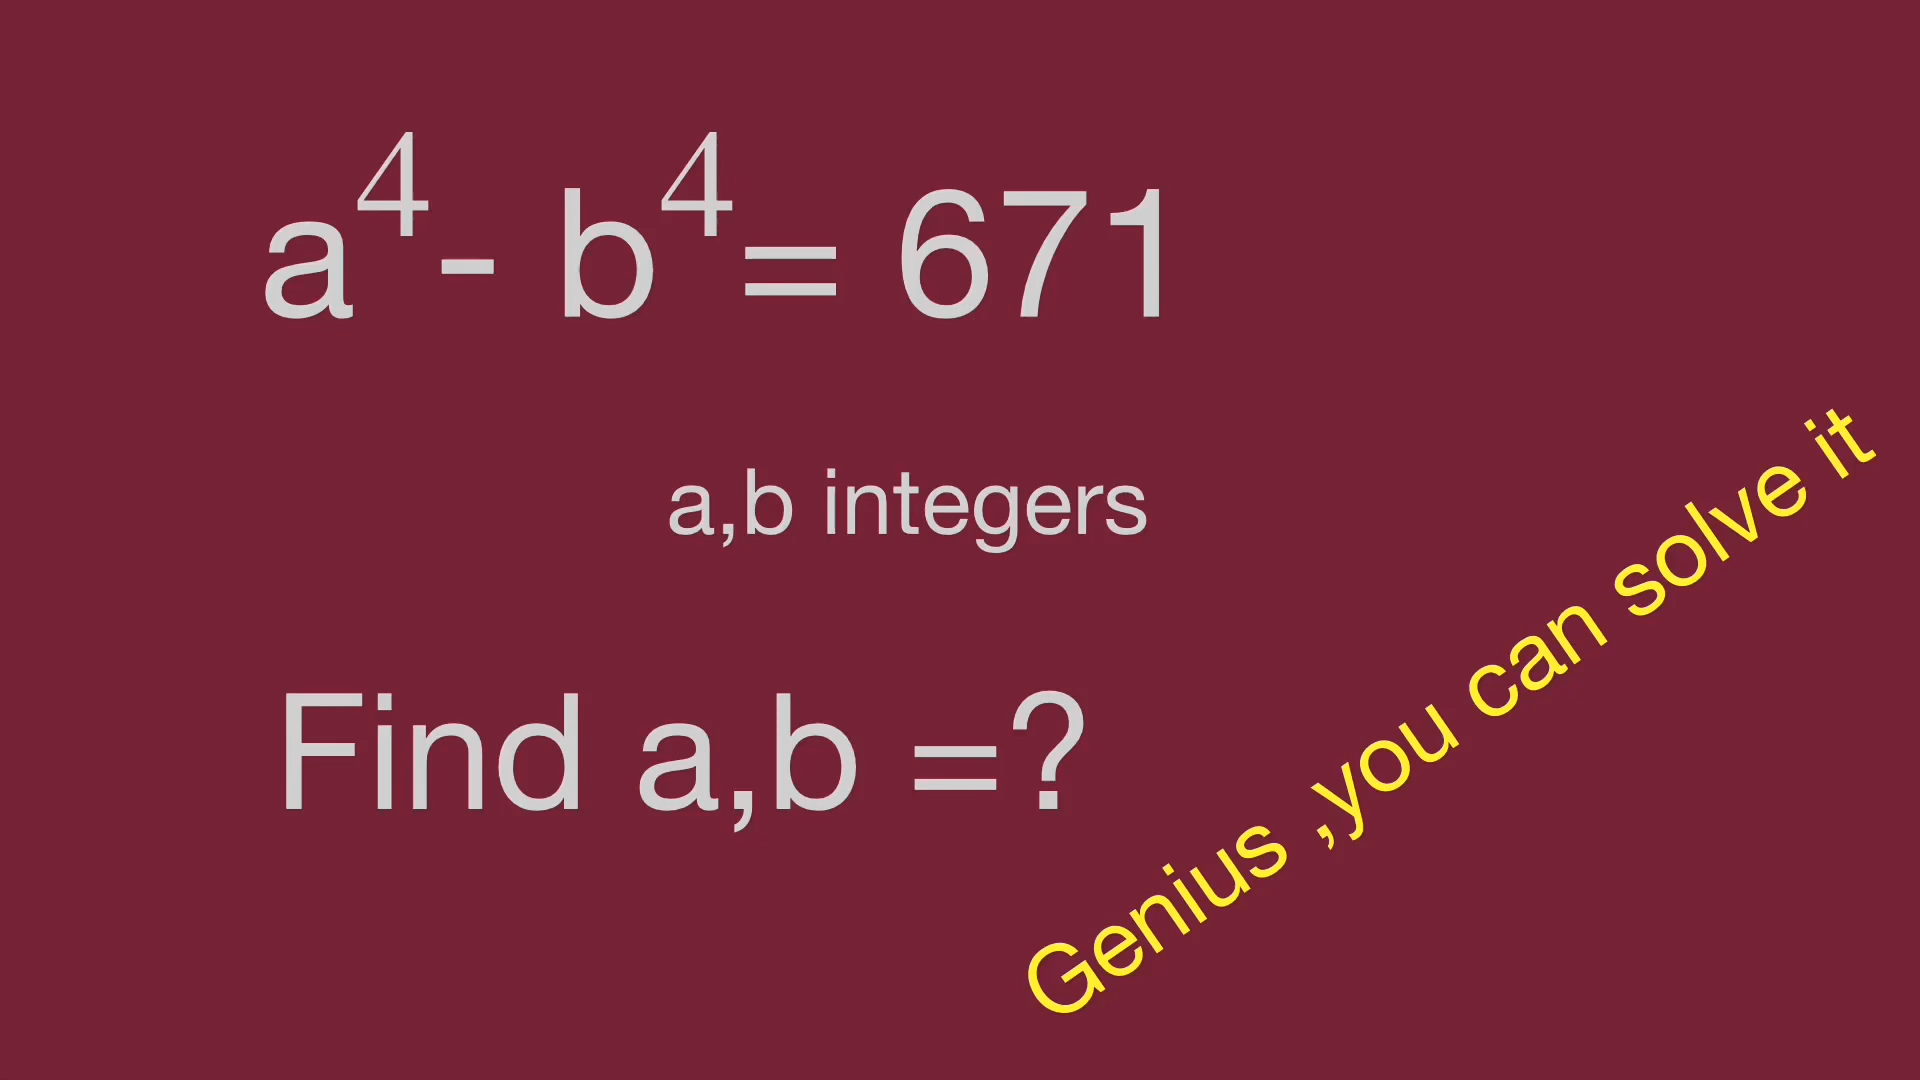 a⁴- b⁴= 671
a,b integers
Find a,b =?
Genius ,you can solve it